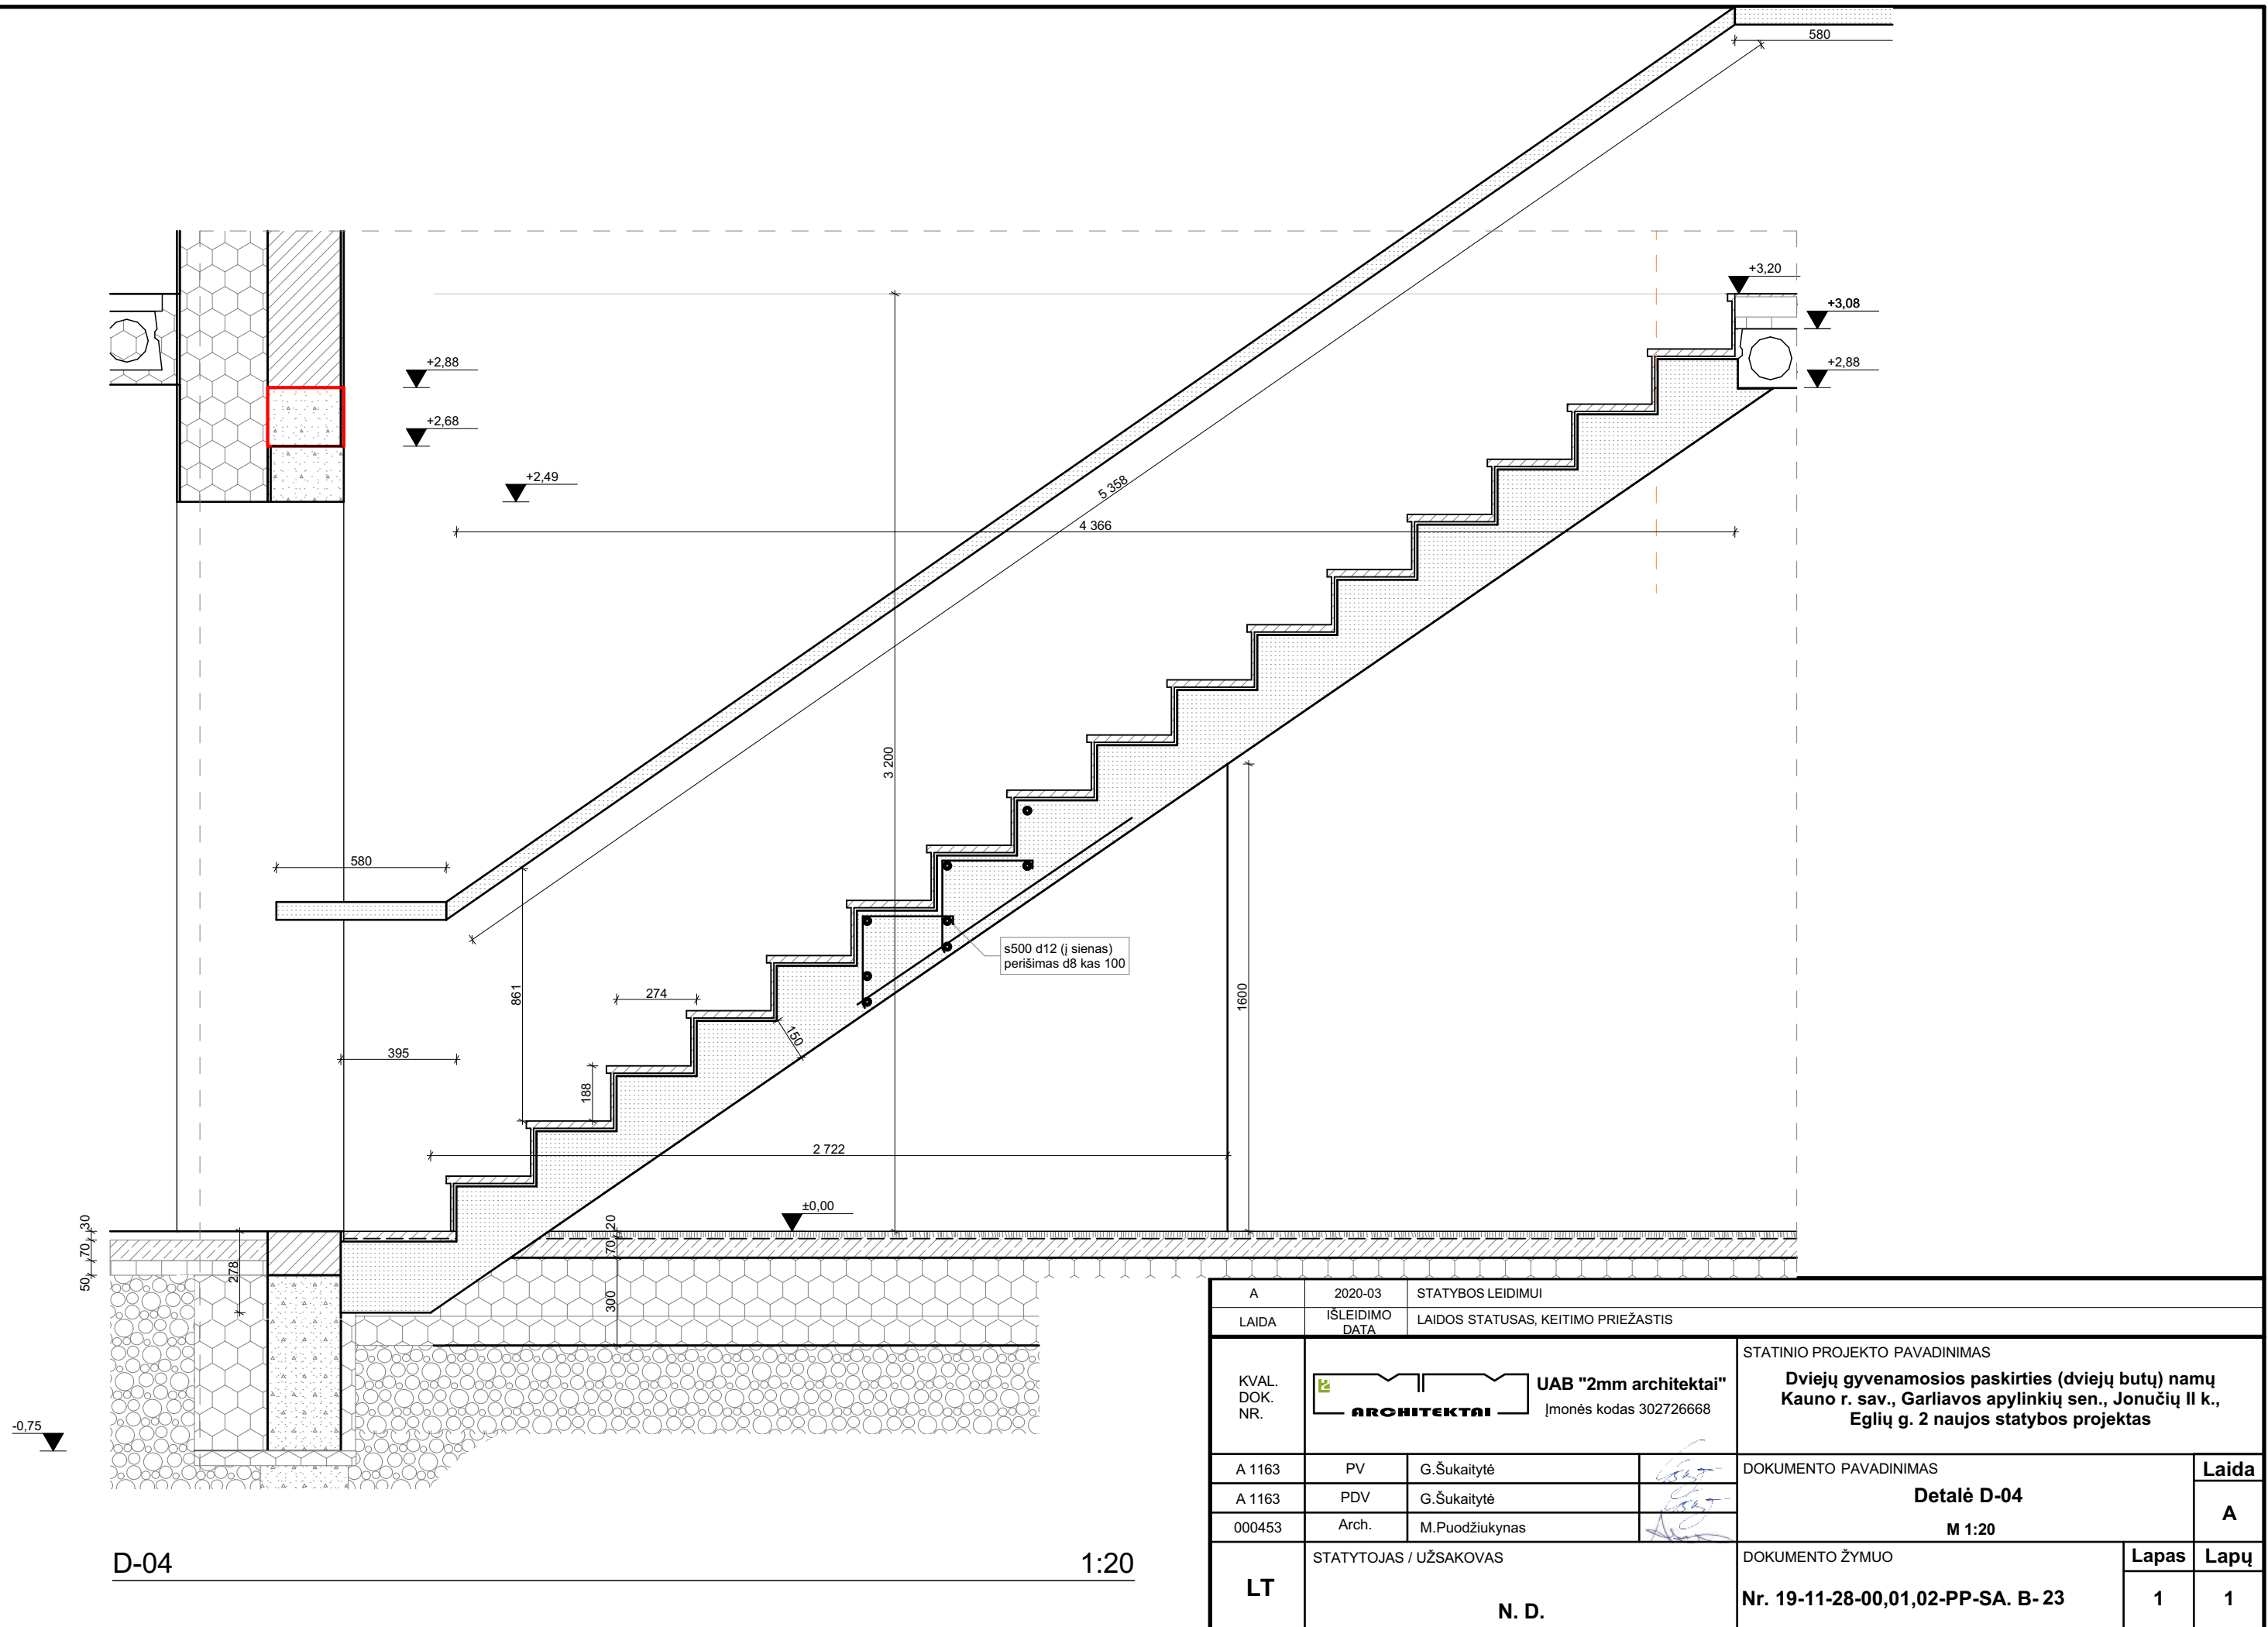 580
+3,20
+3,08
+2,88
+2,88
+2,68
+2,49
5 358
4 366
3 200
580
s500 d12 (į sienas)
perišimas d8 kas 100
861
274
1600
150
395
188
2 722
±0,00
30
70
50
278
20
70
300
-0,75
D-04
1:20
A
2020-03
STATYBOS LEIDIMUI
LAIDA
IŠLEIDIMO
DATA
LAIDOS STATUSAS, KEITIMO PRIEŽASTIS
KVAL.
DOK.
NR.
ARCHITEKTAI
UAB "2mm architektai"
Įmonės kodas 302726668
STATINIO PROJEKTO PAVADINIMAS
Dviejų gyvenamosios paskirties (dviejų butų) namų
Kauno r. sav., Garliavos apylinkių sen., Jonučių II k.,
Eglių g. 2 naujos statybos projektas
A 1163
PV
G.Šukaitytė
A 1163
PDV
G.Šukaitytė
000453
Arch.
M.Puodžiukynas
DOKUMENTO PAVADINIMAS
Detalė D-04
M 1:20
Laida
A
LT
STATYTOJAS / UŽSAKOVAS
N. D.
DOKUMENTO ŽYMUO
Nr. 19-11-28-00,01,02-PP-SA. B- 23
Lapas
Lapų
1
1